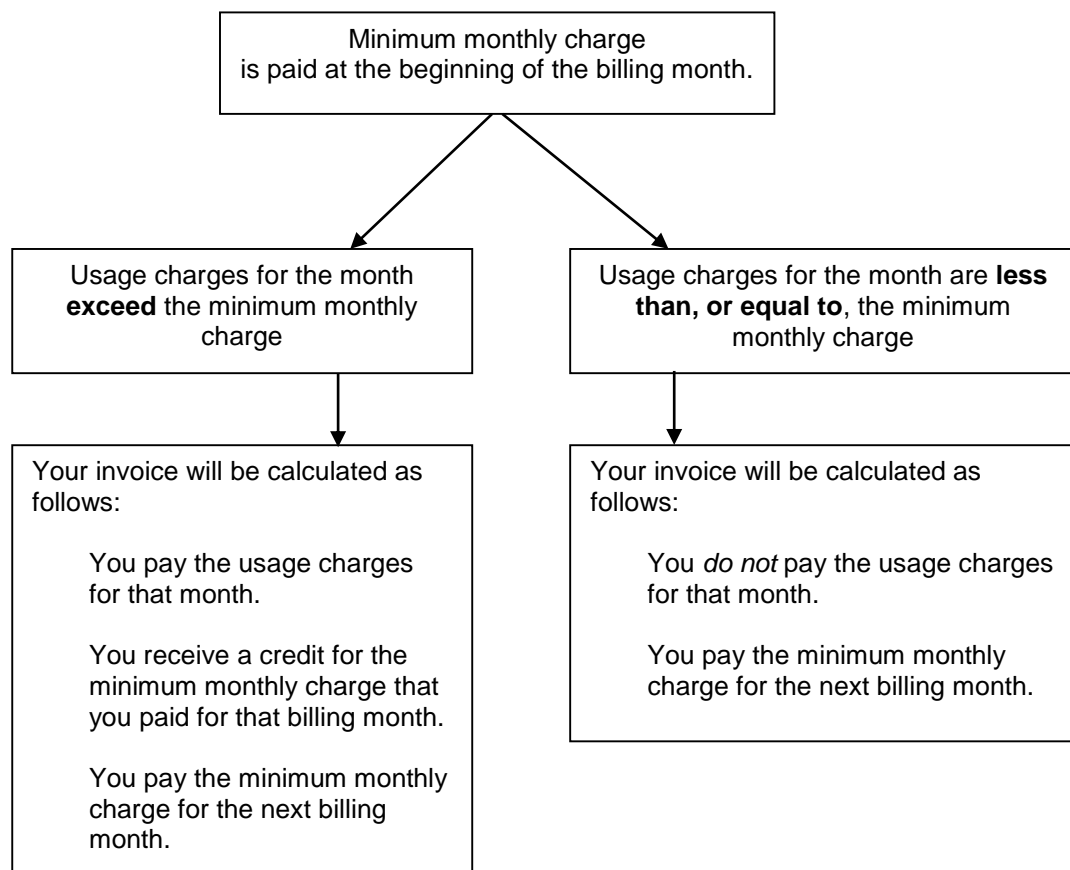 Minimum monthly charge
is paid at the beginning of the billing month.
Usage charges for the month
exceed the minimum monthly
charge
Usage charges for the month are less
than, or equal to, the minimum
monthly charge
Your invoice will be calculated as
follows:
You pay the usage charges
for that month.
You receive a credit for the
minimum monthly charge that
you paid for that billing month.
You pay the minimum monthly
charge for the next billing
month.
Your invoice will be calculated as
follows:
You do not pay the usage charges
for that month.
You pay the minimum monthly
charge for the next billing month.